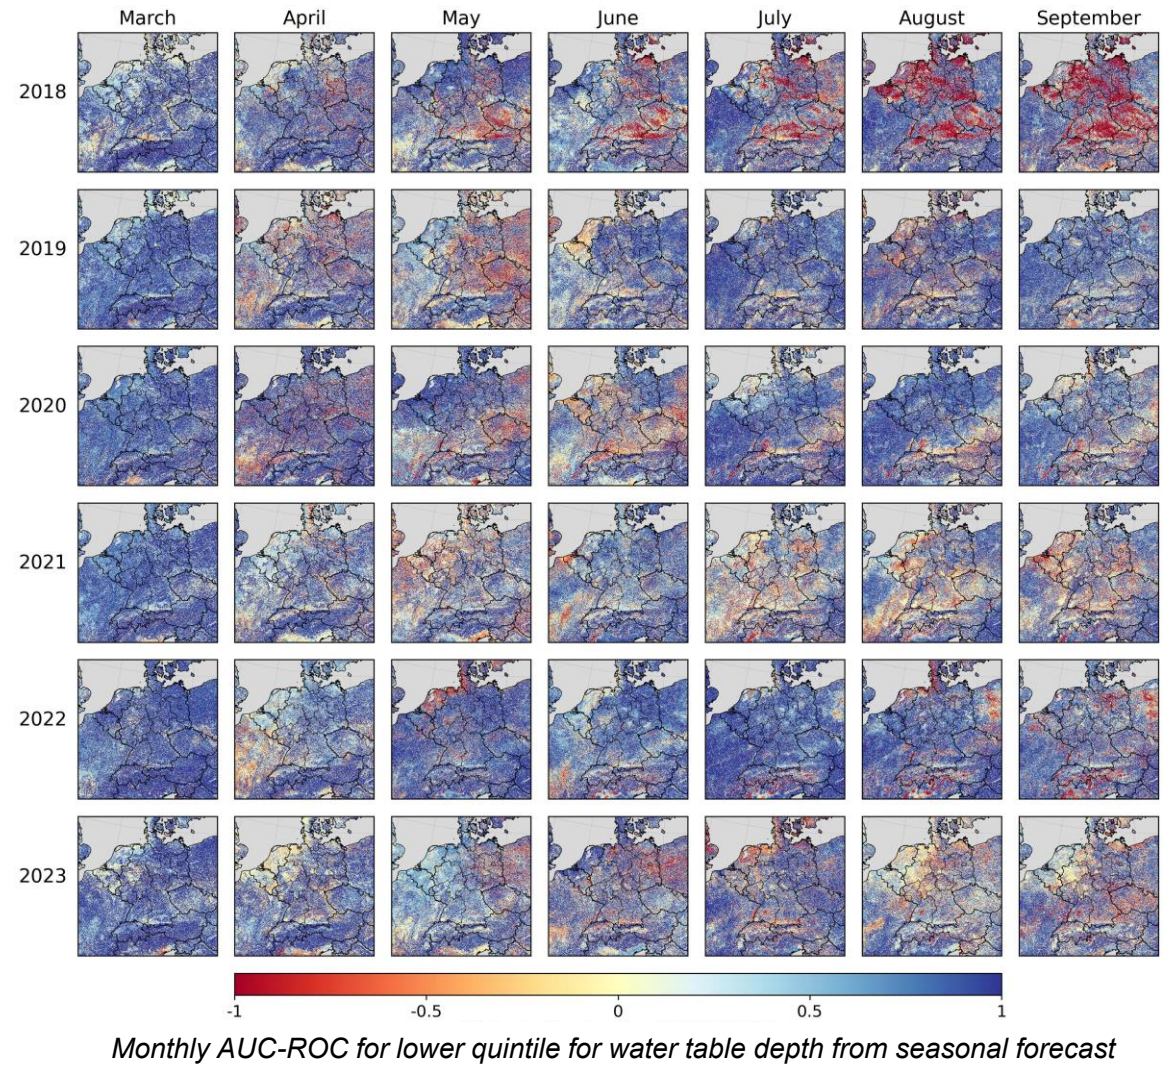 March April May June July August September
2018
2019
2020
2021
2022
2023
-1 -0.5 0 0.5 1
Monthly AUC-ROC for lower quintile for water table depth from seasonal forecast